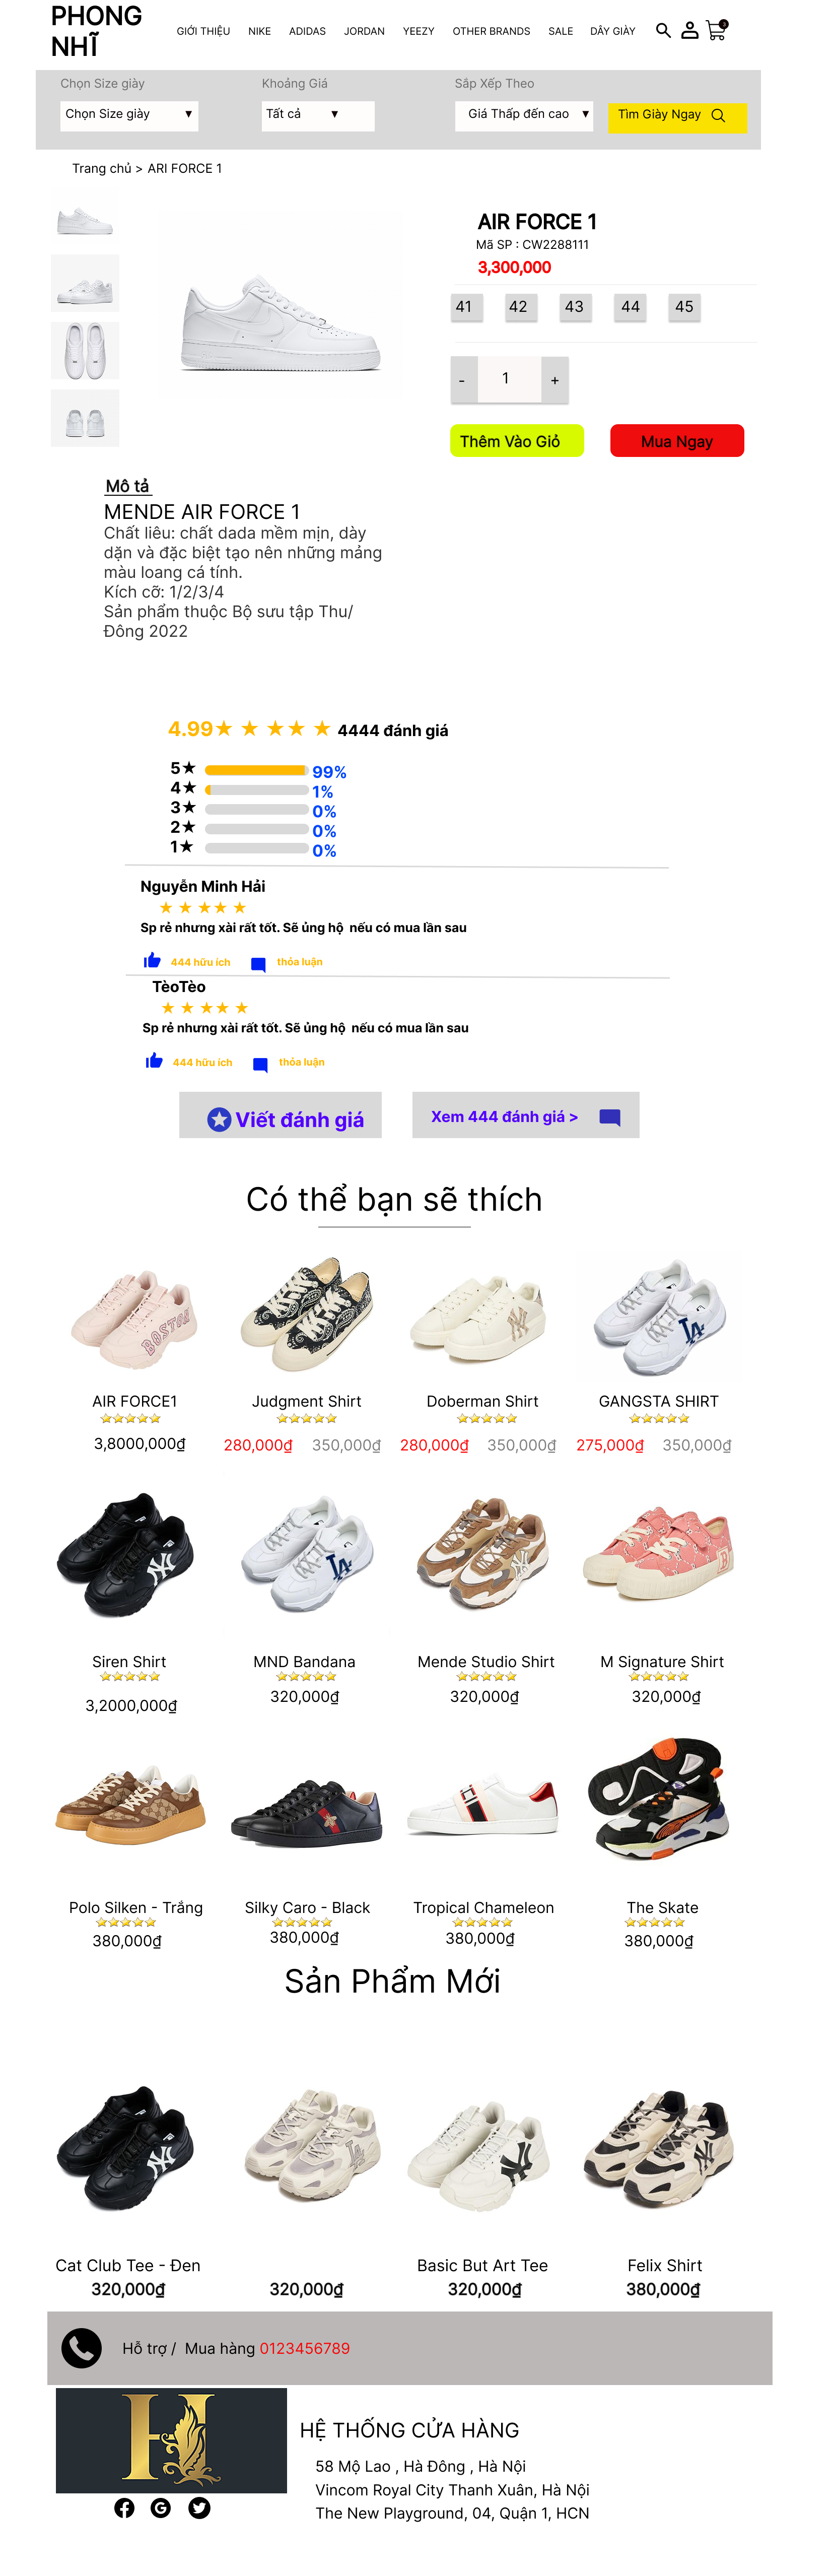 PHONG
NHĨ
GIỚI THIỆU NIKE ADIDAS JORDAN YEEZY OTHER BRANDS SALE DÂY GIÀY
Chọn Size giày Khoảng Giá Sắp Xếp Theo
Chọn Size giày ▼ Tất cả ▼ Giá Thấp đến cao ▼ Tìm Giày Ngay
Trang chủ > ARI FORCE 1
AIR FORCE 1
Mã SP : CW2288111
3,300,000
41 42 43 44 45
- 1 +
Thêm Vào Giỏ Mua Ngay
Mô tả
MENDE AIR FORCE 1
Chất liêu: chất dada mềm mịn, dày
dặn và đặc biệt tạo nên những mảng
màu loang cá tính.
Kích cỡ: 1/2/3/4
Sản phẩm thuộc Bộ sưu tập Thu/
Đông 2022
4.99★ ★ ★★ ★ 4444 đánh giá
5★ 99%
4★ 1%
3★ 0%
2★ 0%
1★ 0%
Nguyễn Minh Hải
★ ★ ★★ ★
Sp rẻ nhưng xài rất tốt. Sẽ ủng hộ nếu có mua lần sau
444 hữu ích thỏa luận
TèoTèo
★ ★ ★★ ★
Sp rẻ nhưng xài rất tốt. Sẽ ủng hộ nếu có mua lần sau
444 hữu ích thỏa luận
Viết đánh giá Xem 444 đánh giá >
Có thể bạn sẽ thích
BOSTON NY LA
AIR FORCE1 Judgment Shirt Doberman Shirt GANGSTA SHIRT
3,8000,000₫ 280,000₫ 350,000₫ 280,000₫ 350,000₫ 275,000₫ 350,000₫
NY LA B
Siren Shirt MND Bandana Mende Studio Shirt M Signature Shirt
3,2000,000₫ 320,000₫ 320,000₫ 320,000₫
Polo Silken - Trắng Silky Caro - Black Tropical Chameleon The Skate
380,000₫ 380,000₫ 380,000₫ 380,000₫
Sản Phẩm Mới
NY LA NY NY
Cat Club Tee - Đen Basic But Art Tee Felix Shirt
320,000₫ 320,000₫ 320,000₫ 380,000₫
Hỗ trợ / Mua hàng 0123456789
H
HỆ THỐNG CỬA HÀNG
58 Mộ Lao , Hà Đông , Hà Nội
Vincom Royal City Thanh Xuân, Hà Nội
The New Playground, 04, Quận 1, HCN